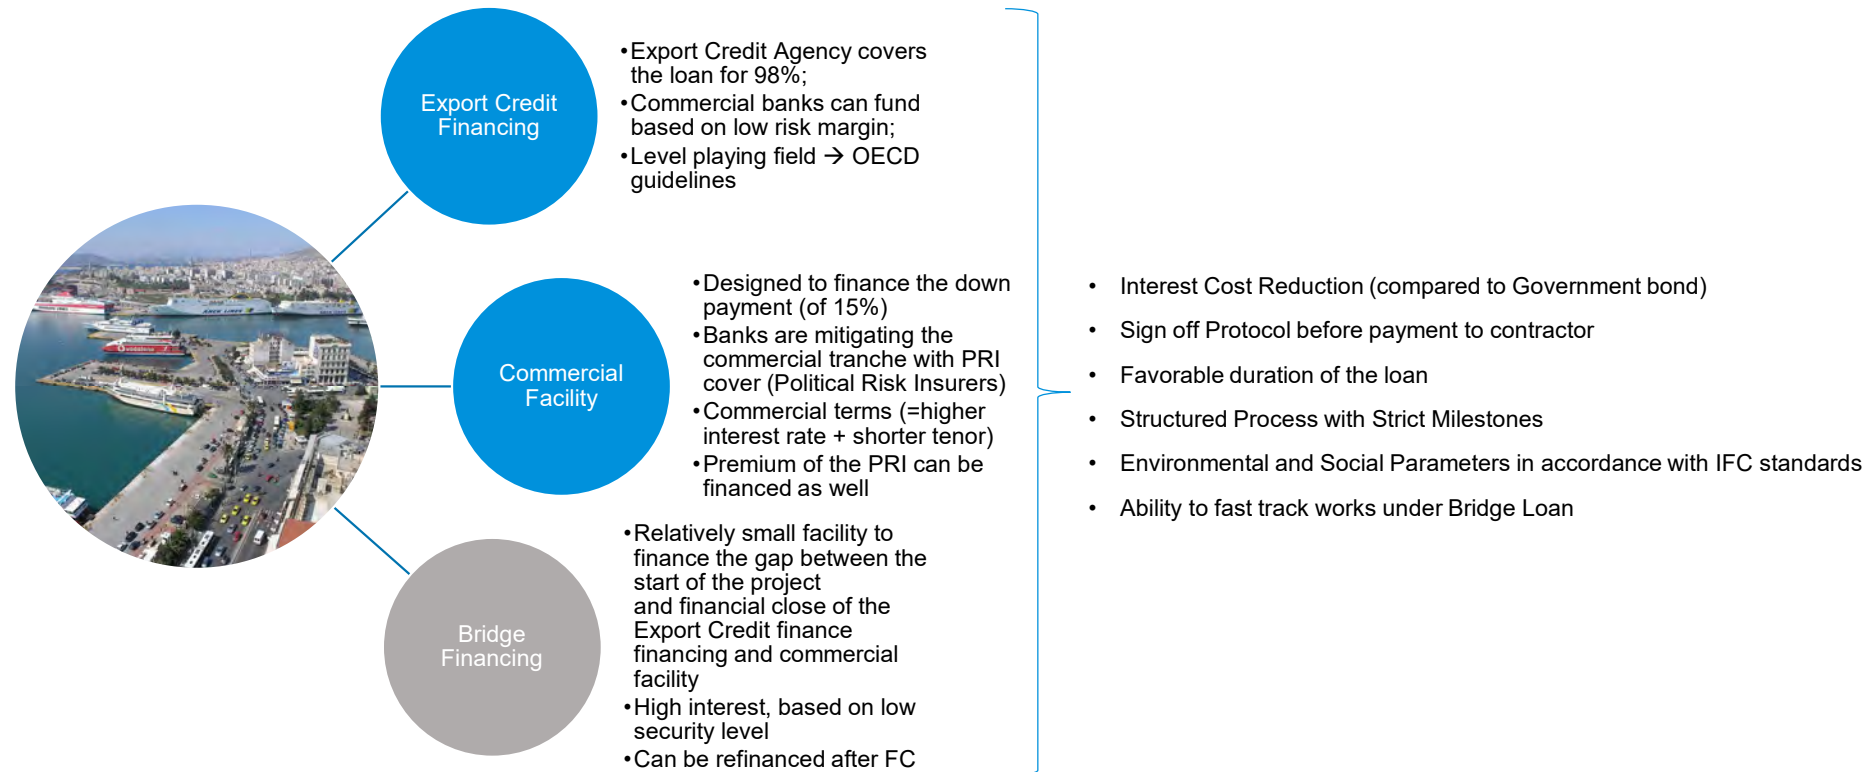 Export Credit
Financing
•Export Credit Agency covers
the loan for 98%;
•Commercial banks can fund
based on low risk margin;
•Level playing field → OECD
guidelines
Commercial
Facility
•Designed to finance the down
payment (of 15%)
•Banks are mitigating the
commercial tranche with PRI
cover (Political Risk Insurers)
•Commercial terms (=higher
interest rate + shorter tenor)
•Premium of the PRI can be
financed as well
Bridge
Financing
•Relatively small facility to
finance the gap between the
start of the project
and financial close of the
Export Credit finance
financing and commercial
facility
•High interest, based on low
security level
•Can be refinanced after FC
• Interest Cost Reduction (compared to Government bond)
• Sign off Protocol before payment to contractor
• Favorable duration of the loan
• Structured Process with Strict Milestones
• Environmental and Social Parameters in accordance with IFC standards
• Ability to fast track works under Bridge Loan